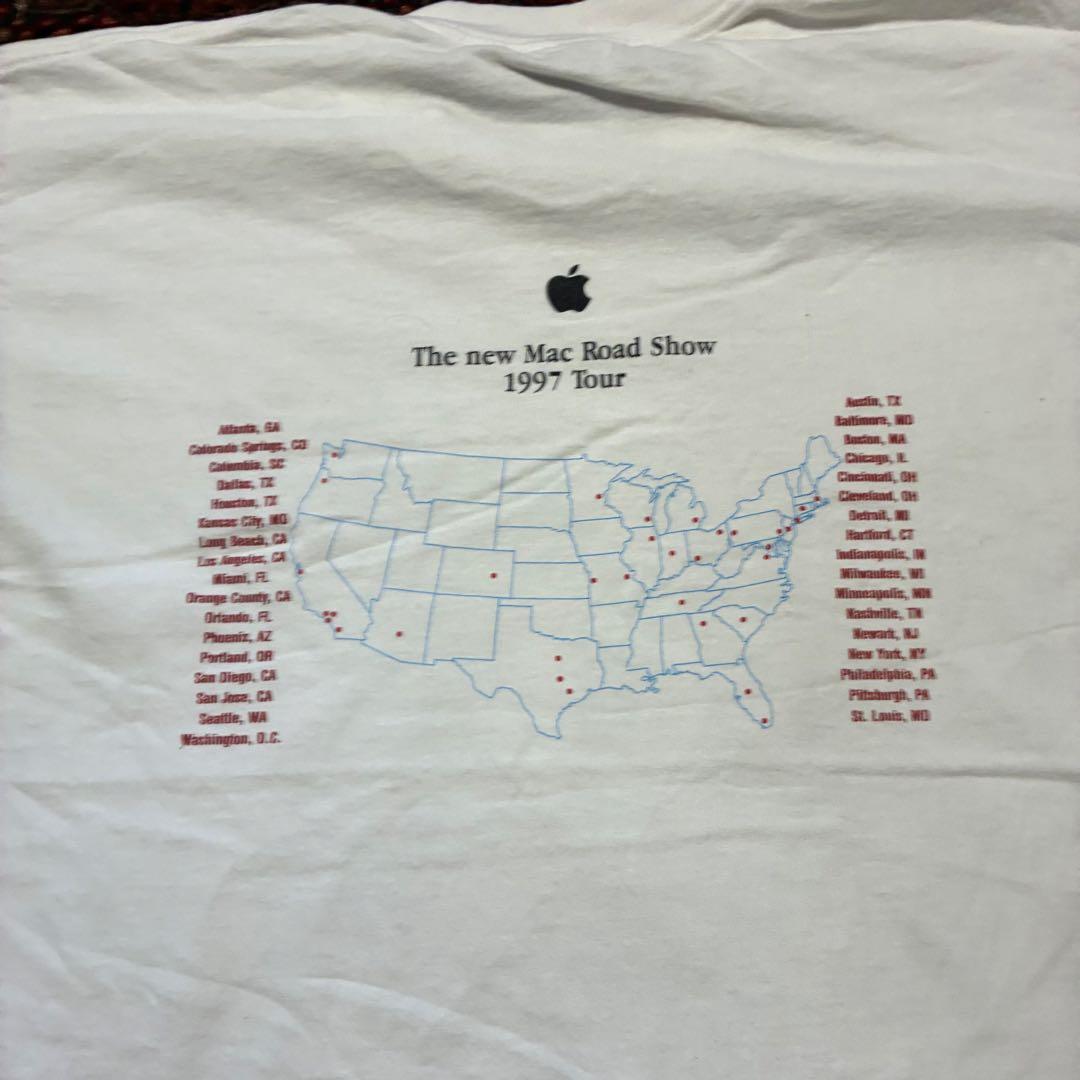 The new Mac Road Show
1997 Tour
Atlanta, GA
Colorado Springs, CO
Columbia, SC
Dallas, TX
Houston, TX
Kansas City, MO
Long Beach, CA
Los Angeles, CA
Miami, FL
Orange County, CA
Orlando, FL
Phoenix, AZ
Portland, OR
San Diego, CA
San Jose, CA
Seattle, WA
Washington, D.C.
Austin, TX
Baltimore, MD
Boston, MA
Chicago, IL
Cincinnati, OH
Cleveland, OH
Detroit, MI
Hartford, CT
Indianapolis, IN
Milwaukee, WI
Minneapolis, MN
Nashville, TN
Newark, NJ
New York, NY
Philadelphia, PA
Pittsburgh, PA
St. Louis, MO